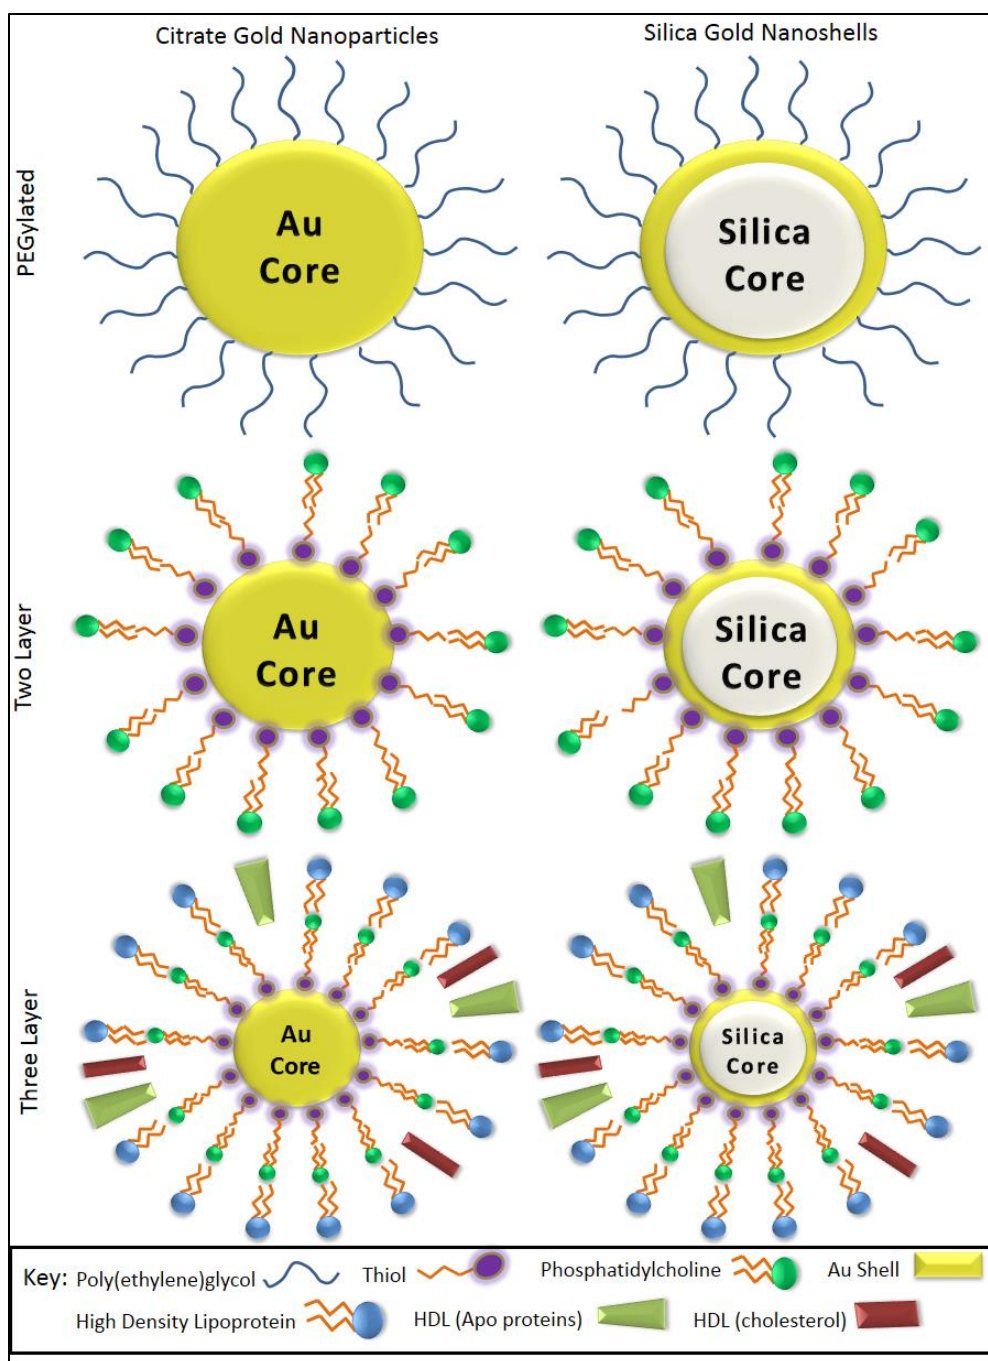 Citrate Gold Nanoparticles
Silica Gold Nanoshells
PEGylated
Au
Core
Silica
Core
Two Layer
Au
Core
Silica
Core
Three Layer
Au
Core
Silica
Core
Key: Poly(ethylene)glycol
Thiol
Phosphatidylcholine
Au Shell
High Density Lipoprotein
HDL (Apo proteins)
HDL (cholesterol)